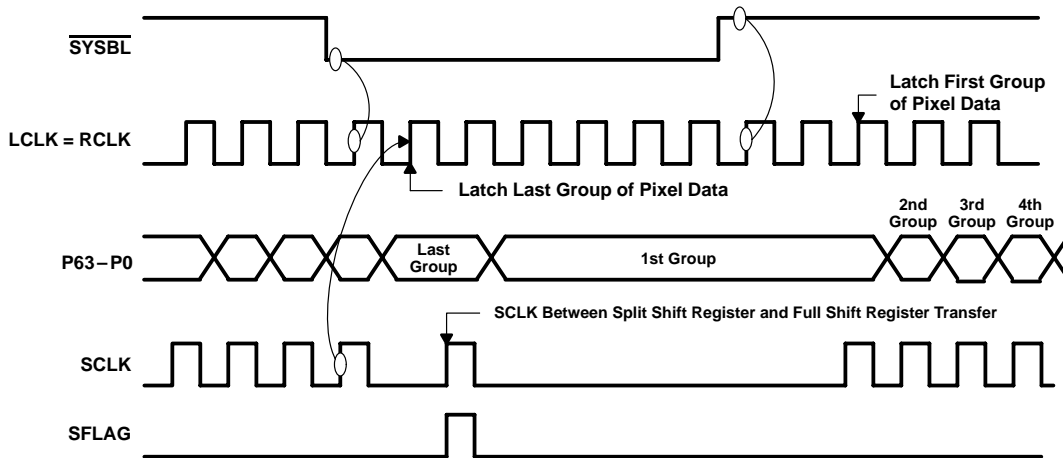 SYSBL
Latch First Group
of Pixel Data
LCLK = RCLK
Latch Last Group of Pixel Data
2nd
Group
3rd
Group
4th
Group
P63–P0
Last
Group
1st Group
SCLK Between Split Shift Register and Full Shift Register Transfer
SCLK
SFLAG